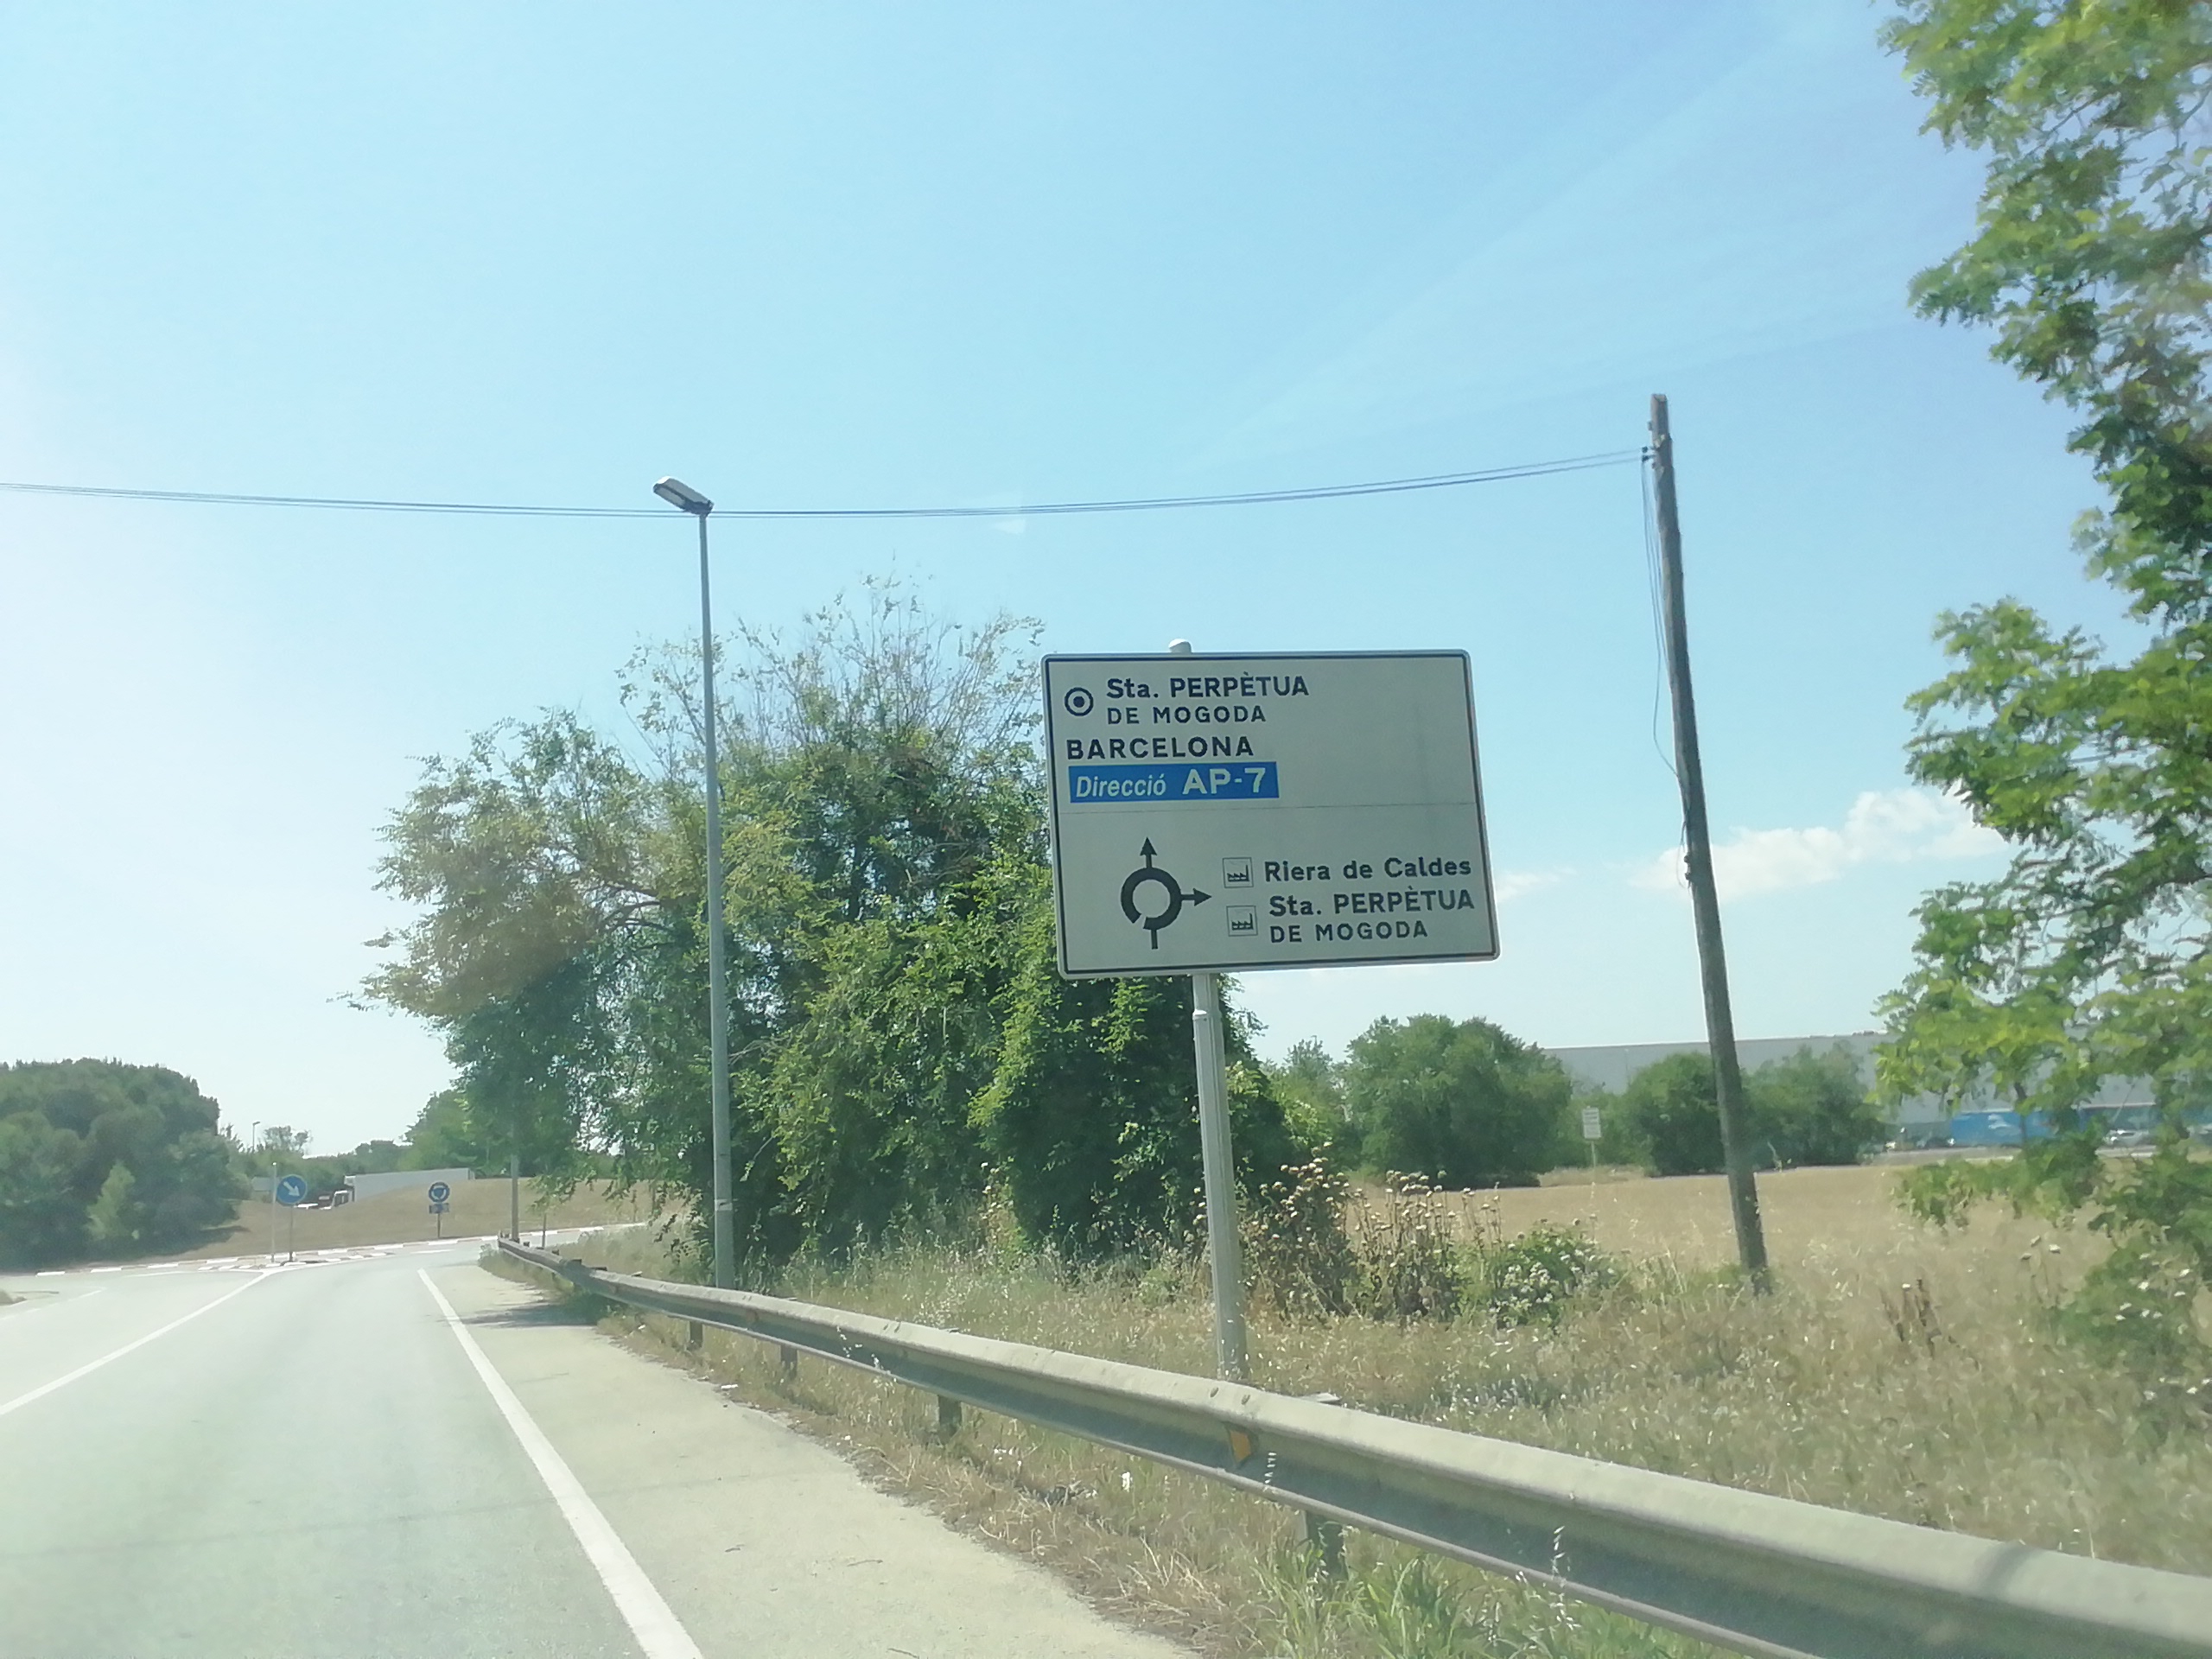 Sta. PERPÈTUA
DE MOGODA
BARCELONA
Direcció AP-7
Riera de Caldes
Sta. PERPÈTUA
DE MOGODA